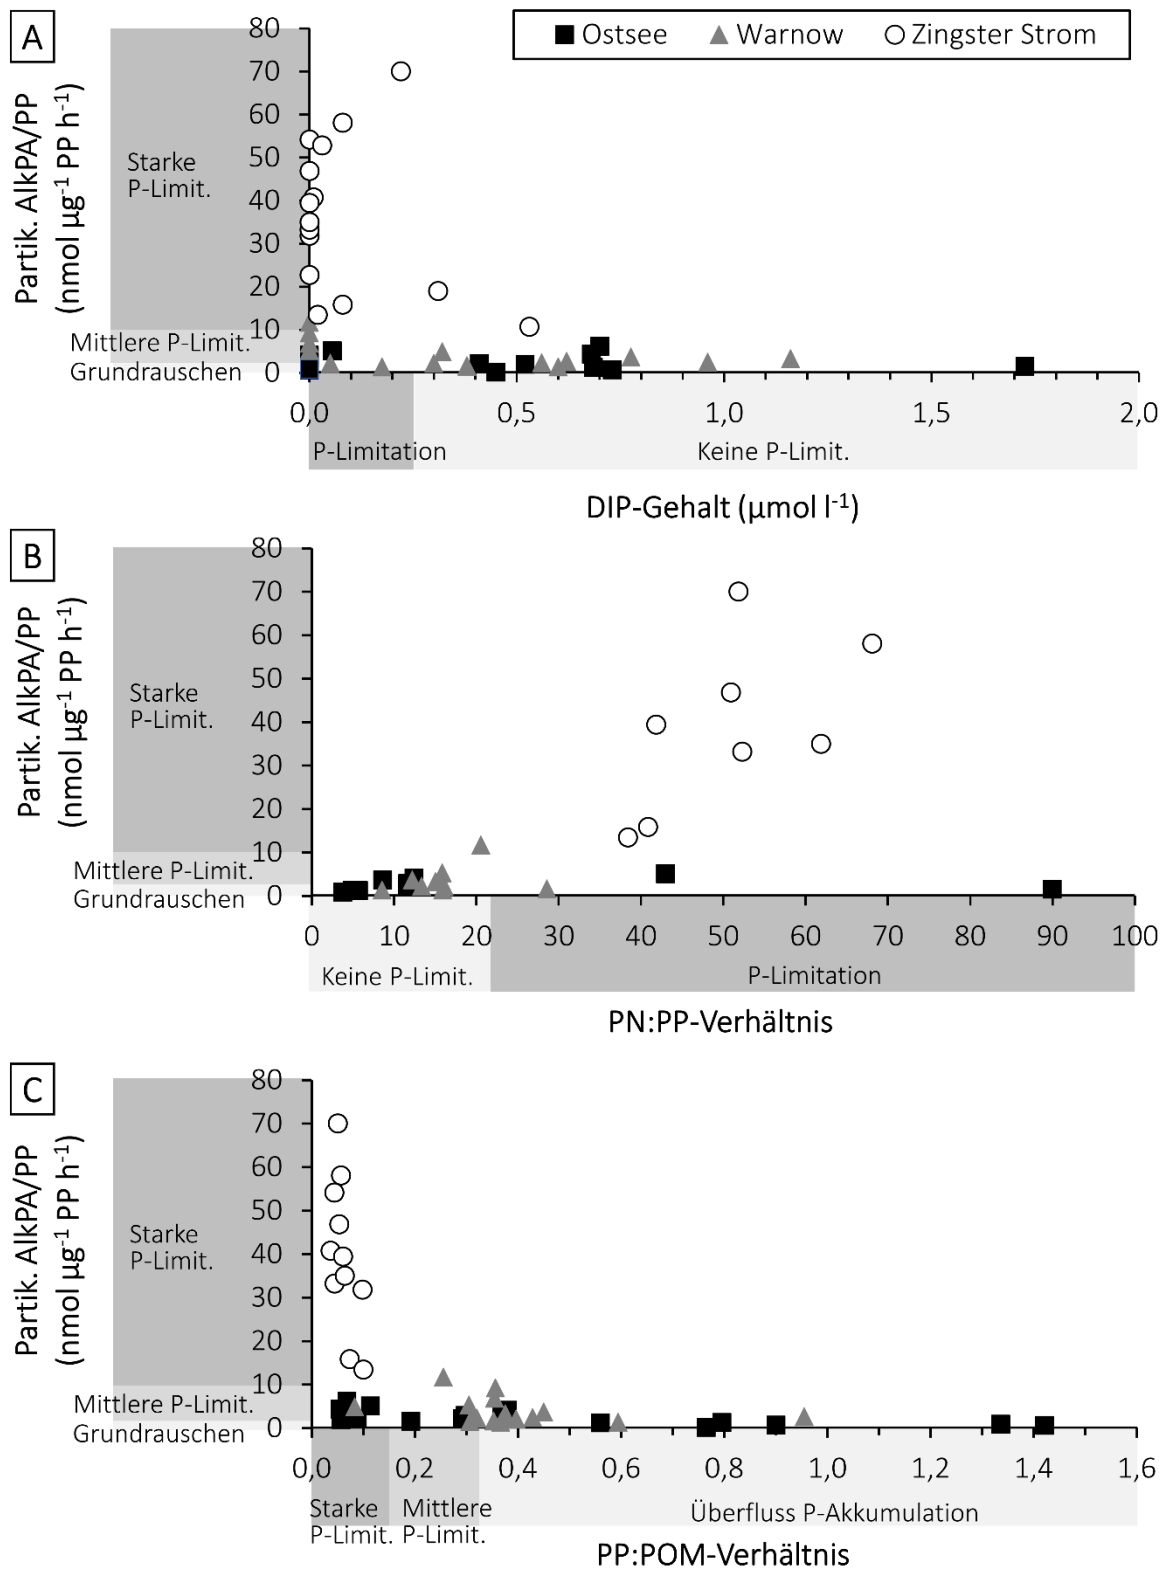 A
Ostsee Warnow Zingster Strom
Partik. AlkPA/PP
(nmol µg⁻¹ PP h⁻¹)
80
70
60
50
40
30
20
10
0
Starke
P-Limit.
Mittlere P-Limit.
Grundrauschen
0,0 0,5 1,0 1,5 2,0
P-Limitation Keine P-Limit.
DIP-Gehalt (µmol l⁻¹)
B
Partik. AlkPA/PP
(nmol µg⁻¹ PP h⁻¹)
80
70
60
50
40
30
20
10
0
Starke
P-Limit.
Mittlere P-Limit.
Grundrauschen
0 10 20 30 40 50 60 70 80 90 100
Keine P-Limit. P-Limitation
PN:PP-Verhältnis
C
Partik. AlkPA/PP
(nmol µg⁻¹ PP h⁻¹)
80
70
60
50
40
30
20
10
0
Starke
P-Limit.
Mittlere P-Limit.
Grundrauschen
0,0 0,2 0,4 0,6 0,8 1,0 1,2 1,4 1,6
Starke Mittlere Überfluss P-Akkumulation
P-Limit. P-Limit.
PP:POM-Verhältnis